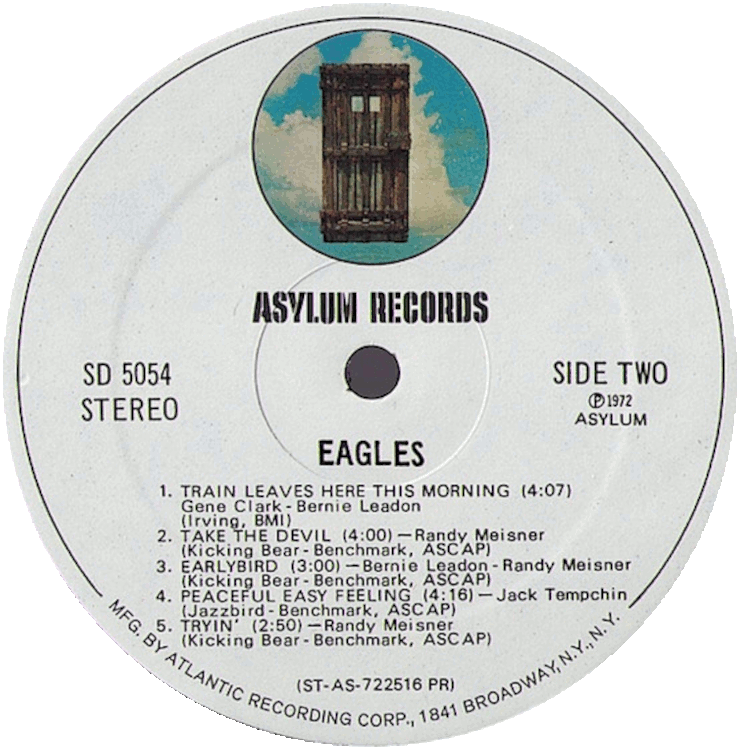 ASYLUM RECORDS
SD 5054
STEREO
SIDE TWO
Ⓟ 1972
ASYLUM
EAGLES
1. TRAIN LEAVES HERE THIS MORNING (4:07)
Gene Clark - Bernie Leadon
(Irving, BMI)
2. TAKE THE DEVIL (4:00) — Randy Meisner
(Kicking Bear - Benchmark, ASCAP)
3. EARLYBIRD (3:00) — Bernie Leadon - Randy Meisner
(Kicking Bear - Benchmark, ASCAP)
4. PEACEFUL EASY FEELING (4:16) — Jack Tempchin
(Jazzbird - Benchmark, ASCAP)
5. TRYIN' (2:50) — Randy Meisner
(Kicking Bear - Benchmark, ASCAP)
(ST-AS-722516 PR)
MFG. BY ATLANTIC RECORDING CORP., 1841 BROADWAY, N.Y., N.Y.